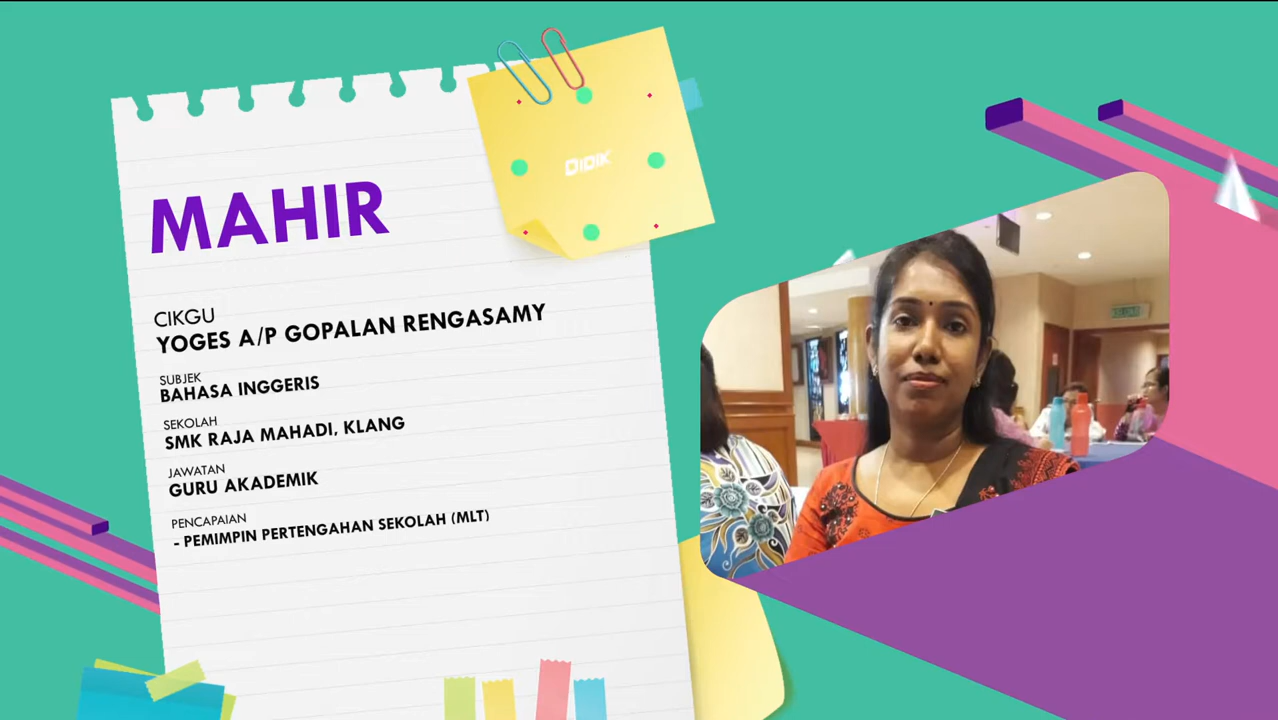 DIDIK
MAHIR
CIKGU
YOGES A/P GOPALAN RENGASAMY
SUBJEK
BAHASA INGGERIS
SEKOLAH
SMK RAJA MAHADI, KLANG
JAWATAN
GURU AKADEMIK
PENCAPAIAN
- PEMIMPIN PERTENGAHAN SEKOLAH (MLT)